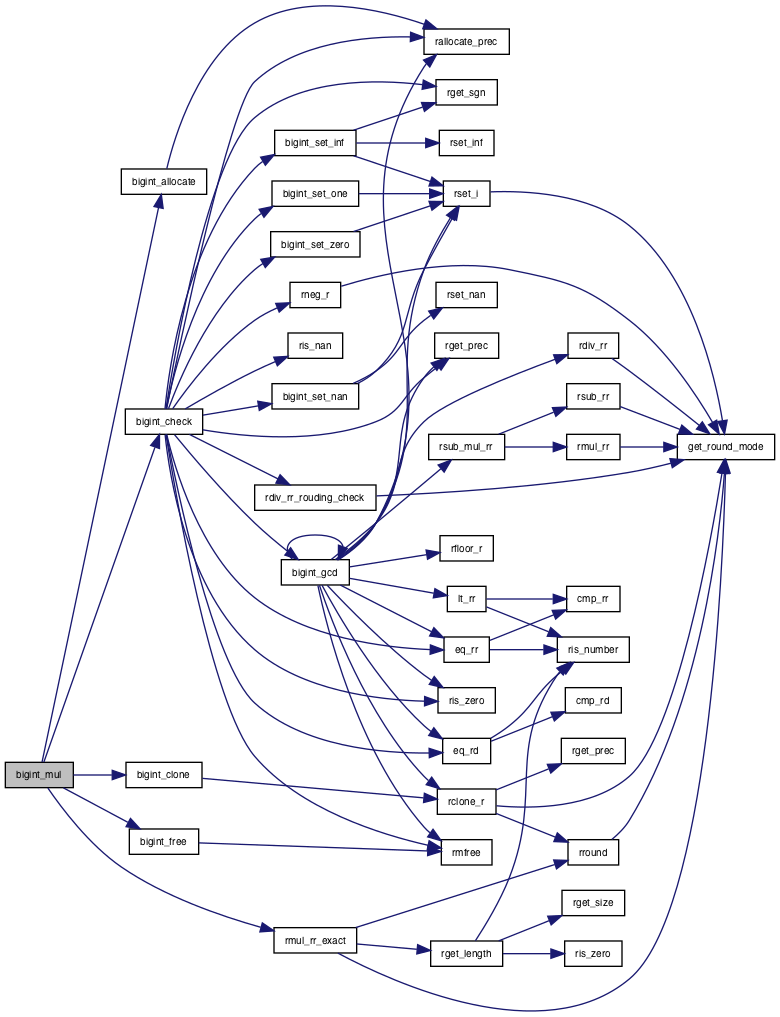 rallocate_prec
rget_sgn
bigint_set_inf
rset_inf
bigint_allocate
bigint_set_one
rset_i
bigint_set_zero
rneg_r
rset_nan
ris_nan
rget_prec
rdiv_rr
bigint_set_nan
rsub_rr
bigint_check
rsub_mul_rr
rmul_rr
get_round_mode
rdiv_rr_rouding_check
rfloor_r
bigint_gcd
lt_rr
cmp_rr
eq_rr
ris_number
ris_zero
cmp_rd
eq_rd
rget_prec
bigint_mul
bigint_clone
rclone_r
bigint_free
rmfree
rround
rget_size
rmul_rr_exact
rget_length
ris_zero